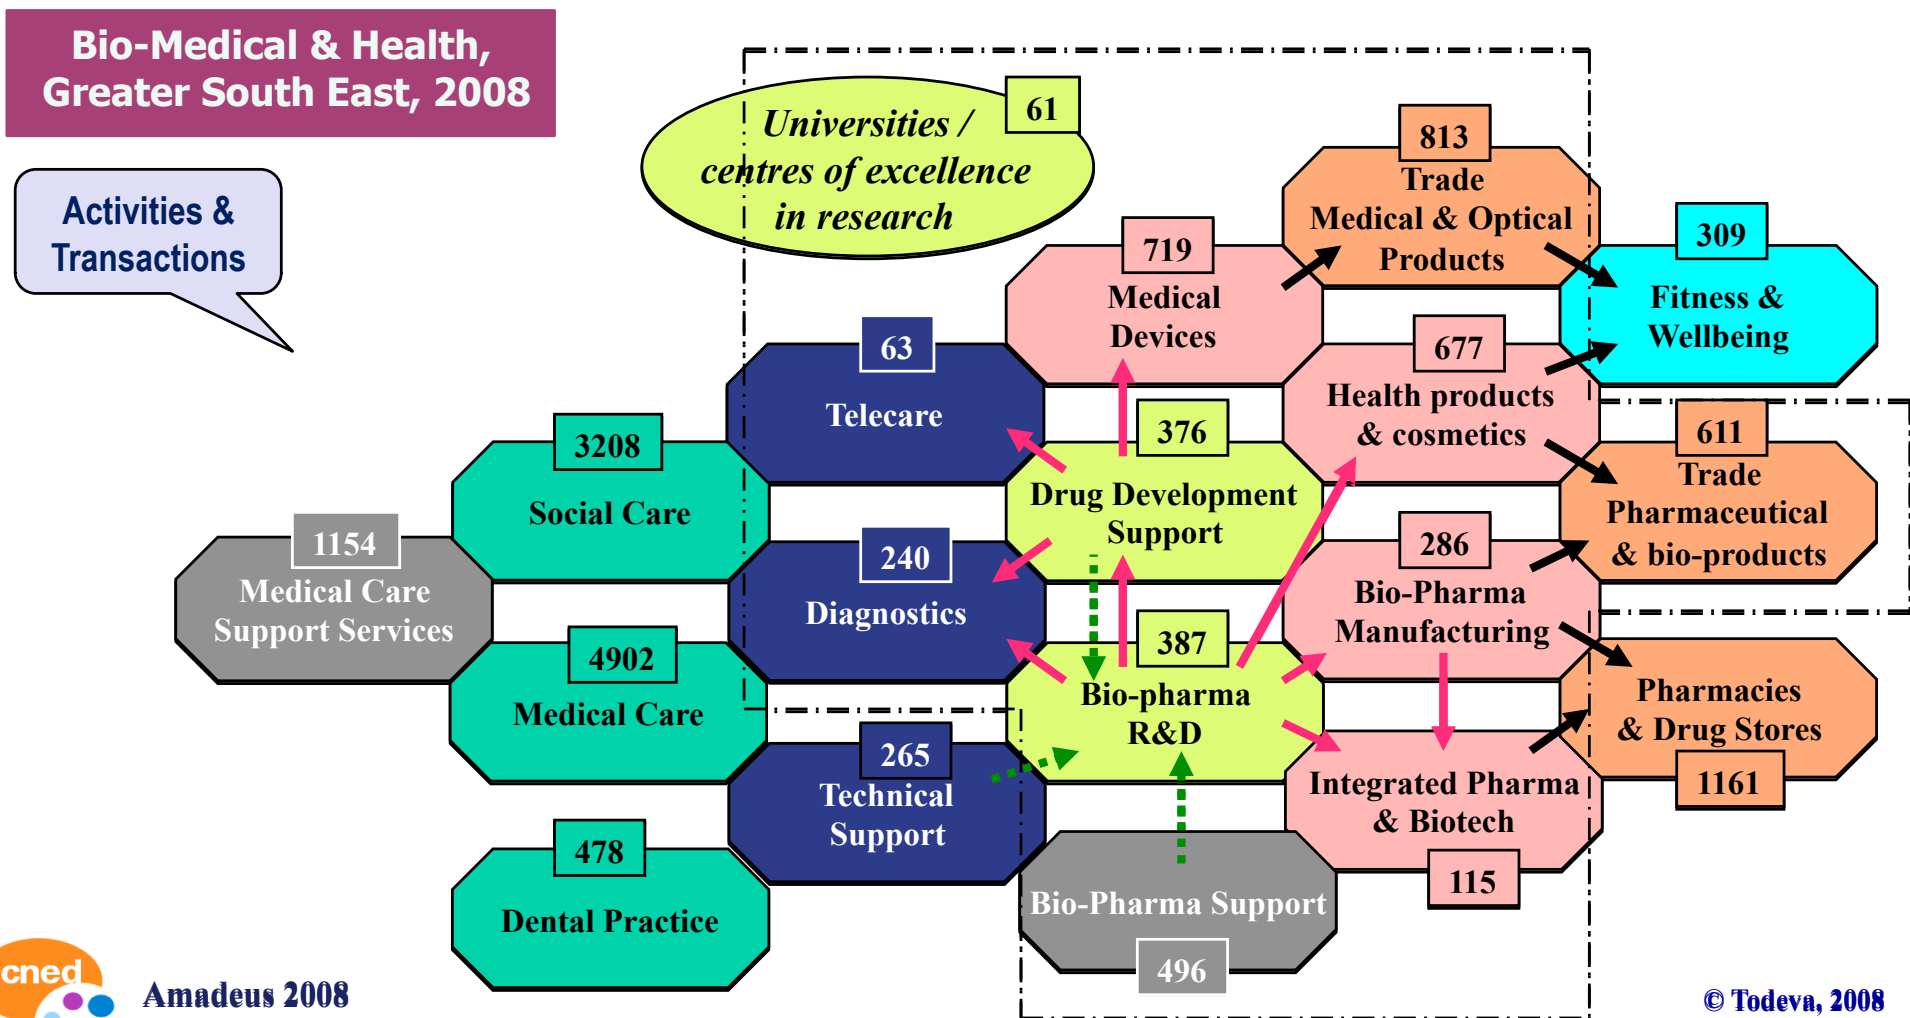 Bio-Medical & Health,
Greater South East, 2008
Activities &
Transactions
61
Universities /
centres of excellence
in research
813
Trade
Medical & Optical
Products
719
Medical
Devices
309
Fitness &
Wellbeing
63
Telecare
677
Health products
& cosmetics
3208
Social Care
376
Drug Development
Support
611
Trade
Pharmaceutical
& bio-products
1154
Medical Care
Support Services
240
Diagnostics
286
Bio-Pharma
Manufacturing
4902
Medical Care
387
Bio-pharma
R&D
Pharmacies
& Drug Stores
1161
265
Technical
Support
Integrated Pharma
& Biotech
115
478
Dental Practice
Bio-Pharma Support
496
cned
Amadeus 2008
© Todeva, 2008